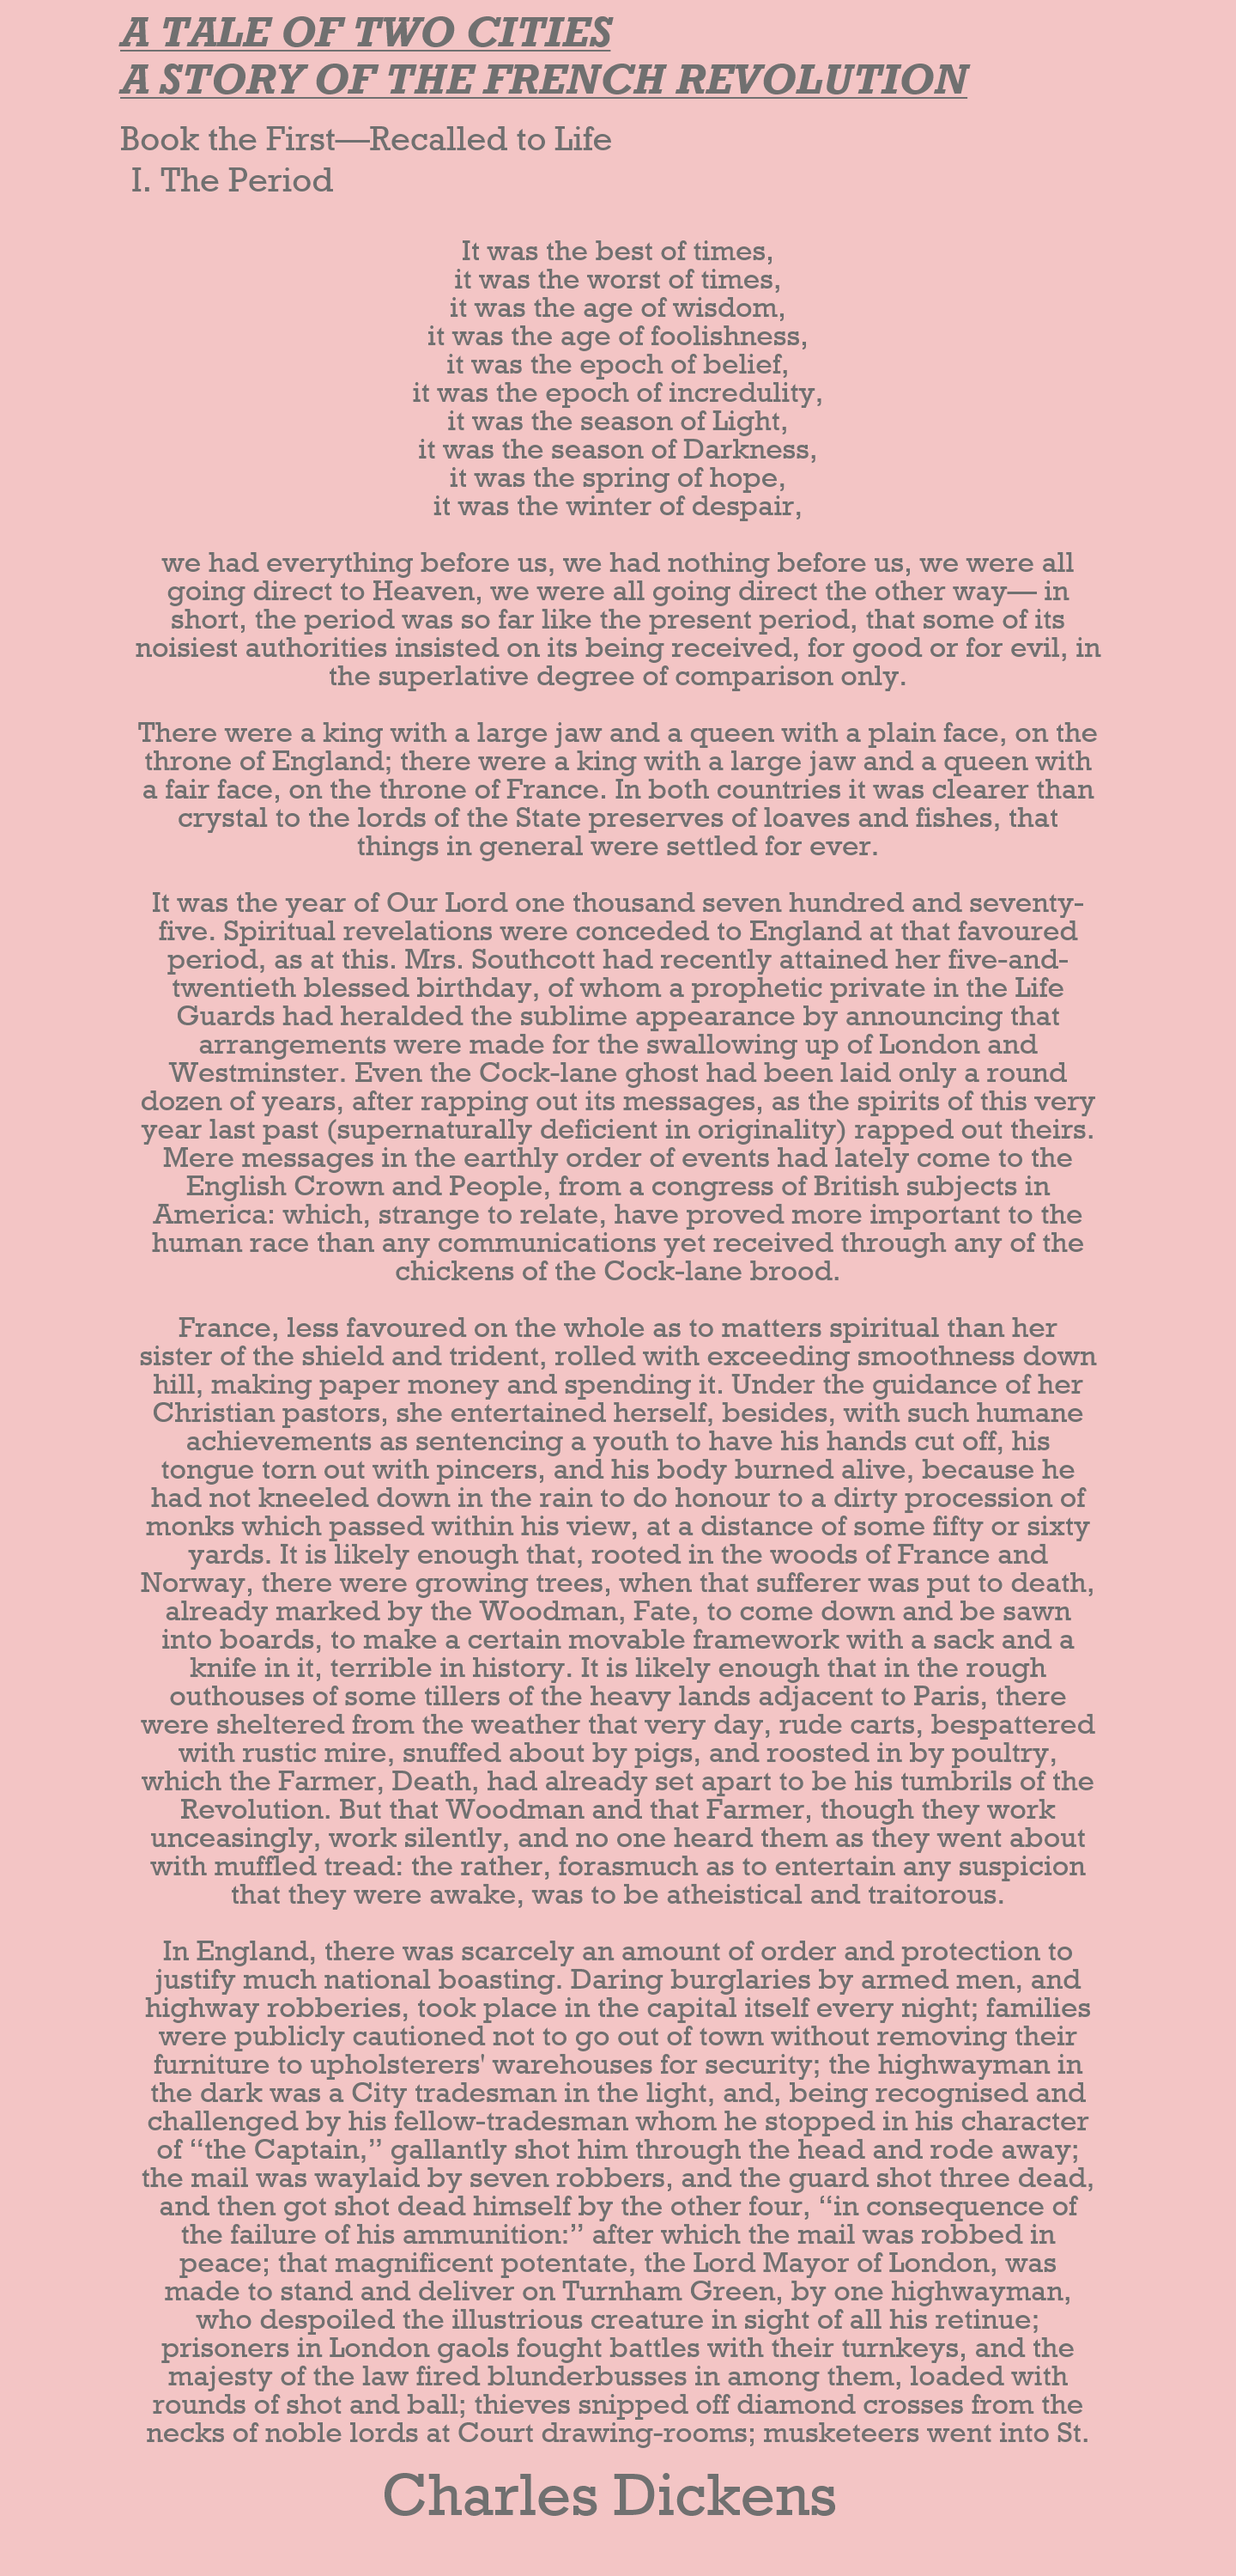 A TALE OF TWO CITIES
A STORY OF THE FRENCH REVOLUTION
Book the First—Recalled to Life
I. The Period
It was the best of times,
it was the worst of times,
it was the age of wisdom,
it was the age of foolishness,
it was the epoch of belief,
it was the epoch of incredulity,
it was the season of Light,
it was the season of Darkness,
it was the spring of hope,
it was the winter of despair,
we had everything before us, we had nothing before us, we were all
going direct to Heaven, we were all going direct the other way— in
short, the period was so far like the present period, that some of its
noisiest authorities insisted on its being received, for good or for evil, in
the superlative degree of comparison only.
There were a king with a large jaw and a queen with a plain face, on the
throne of England; there were a king with a large jaw and a queen with
a fair face, on the throne of France. In both countries it was clearer than
crystal to the lords of the State preserves of loaves and fishes, that
things in general were settled for ever.
It was the year of Our Lord one thousand seven hundred and seventy-
five. Spiritual revelations were conceded to England at that favoured
period, as at this. Mrs. Southcott had recently attained her five-and-
twentieth blessed birthday, of whom a prophetic private in the Life
Guards had heralded the sublime appearance by announcing that
arrangements were made for the swallowing up of London and
Westminster. Even the Cock-lane ghost had been laid only a round
dozen of years, after rapping out its messages, as the spirits of this very
year last past (supernaturally deficient in originality) rapped out theirs.
Mere messages in the earthly order of events had lately come to the
English Crown and People, from a congress of British subjects in
America: which, strange to relate, have proved more important to the
human race than any communications yet received through any of the
chickens of the Cock-lane brood.
France, less favoured on the whole as to matters spiritual than her
sister of the shield and trident, rolled with exceeding smoothness down
hill, making paper money and spending it. Under the guidance of her
Christian pastors, she entertained herself, besides, with such humane
achievements as sentencing a youth to have his hands cut off, his
tongue torn out with pincers, and his body burned alive, because he
had not kneeled down in the rain to do honour to a dirty procession of
monks which passed within his view, at a distance of some fifty or sixty
yards. It is likely enough that, rooted in the woods of France and
Norway, there were growing trees, when that sufferer was put to death,
already marked by the Woodman, Fate, to come down and be sawn
into boards, to make a certain movable framework with a sack and a
knife in it, terrible in history. It is likely enough that in the rough
outhouses of some tillers of the heavy lands adjacent to Paris, there
were sheltered from the weather that very day, rude carts, bespattered
with rustic mire, snuffed about by pigs, and roosted in by poultry,
which the Farmer, Death, had already set apart to be his tumbrils of the
Revolution. But that Woodman and that Farmer, though they work
unceasingly, work silently, and no one heard them as they went about
with muffled tread: the rather, forasmuch as to entertain any suspicion
that they were awake, was to be atheistical and traitorous.
In England, there was scarcely an amount of order and protection to
justify much national boasting. Daring burglaries by armed men, and
highway robberies, took place in the capital itself every night; families
were publicly cautioned not to go out of town without removing their
furniture to upholsterers' warehouses for security; the highwayman in
the dark was a City tradesman in the light, and, being recognised and
challenged by his fellow-tradesman whom he stopped in his character
of “the Captain,” gallantly shot him through the head and rode away;
the mail was waylaid by seven robbers, and the guard shot three dead,
and then got shot dead himself by the other four, “in consequence of
the failure of his ammunition:” after which the mail was robbed in
peace; that magnificent potentate, the Lord Mayor of London, was
made to stand and deliver on Turnham Green, by one highwayman,
who despoiled the illustrious creature in sight of all his retinue;
prisoners in London gaols fought battles with their turnkeys, and the
majesty of the law fired blunderbusses in among them, loaded with
rounds of shot and ball; thieves snipped off diamond crosses from the
necks of noble lords at Court drawing-rooms; musketeers went into St.
Charles Dickens